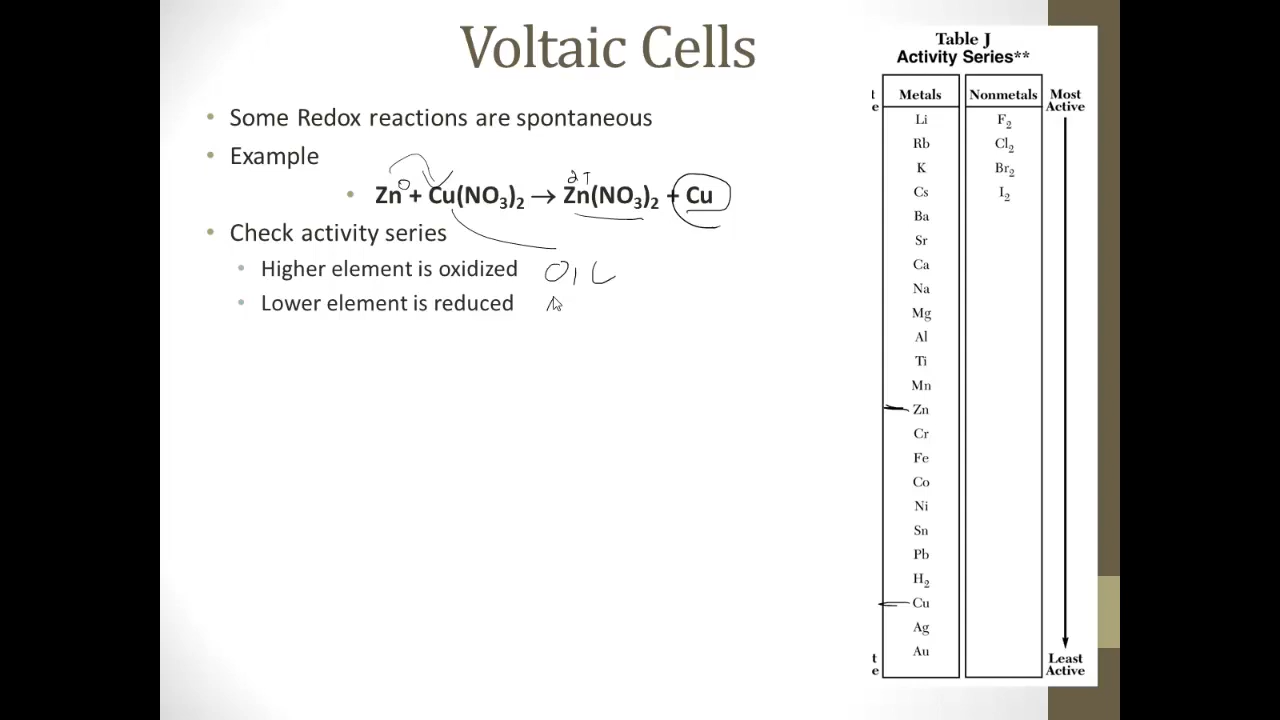 Voltaic Cells
• Some Redox reactions are spontaneous
• Example
0 2+
• Zn + Cu(NO₃)₂ → Zn(NO₃)₂ + Cu
• Check activity series
• Higher element is oxidized OIL
• Lower element is reduced
Table J
Activity Series**
t
e
Metals Nonmetals Most
Active
Li F₂
Rb Cl₂
K Br₂
Cs I₂
Ba
Sr
Ca
Na
Mg
Al
Ti
Mn
Zn
Cr
Fe
Co
Ni
Sn
Pb
H₂
Cu
Ag
Au
t
e
Least
Active